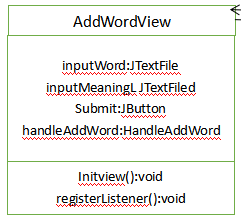 AddWordView
inputWord:JTextFile
inputMeaningL JTextFiled
Submit:JButton
handleAddWord:HandleAddWord
Initview():void
registerListener():void